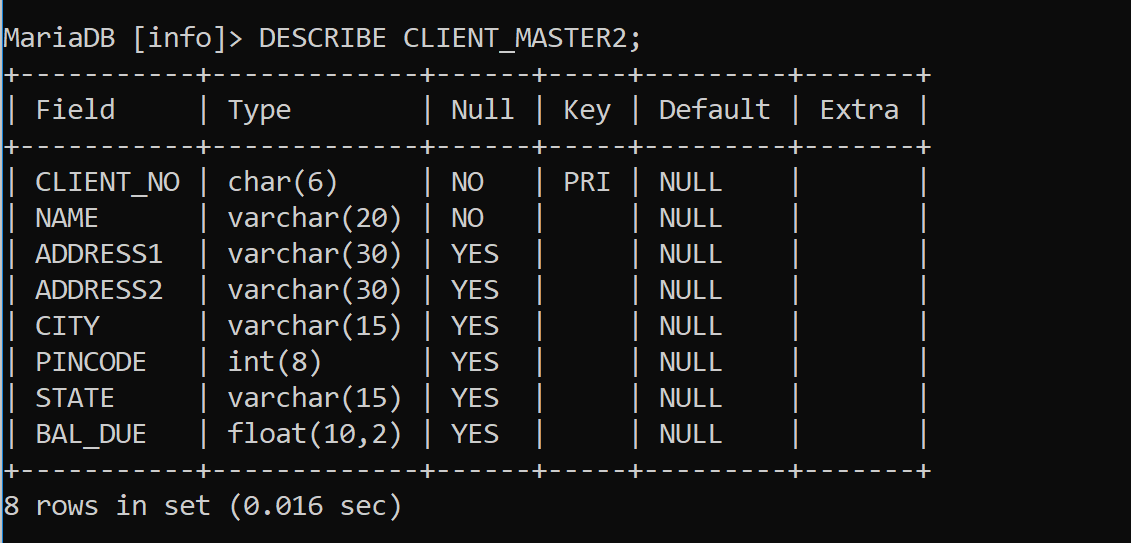 MariaDB [info]> DESCRIBE CLIENT_MASTER2;
+-----------+-------------+------+-----+---------+-------+
| Field     | Type        | Null | Key | Default | Extra |
+-----------+-------------+------+-----+---------+-------+
| CLIENT_NO | char(6)     | NO   | PRI | NULL    |       |
| NAME      | varchar(20) | NO   |     | NULL    |       |
| ADDRESS1  | varchar(30) | YES  |     | NULL    |       |
| ADDRESS2  | varchar(30) | YES  |     | NULL    |       |
| CITY      | varchar(15) | YES  |     | NULL    |       |
| PINCODE   | int(8)      | YES  |     | NULL    |       |
| STATE     | varchar(15) | YES  |     | NULL    |       |
| BAL_DUE   | float(10,2) | YES  |     | NULL    |       |
+-----------+-------------+------+-----+---------+-------+
8 rows in set (0.016 sec)